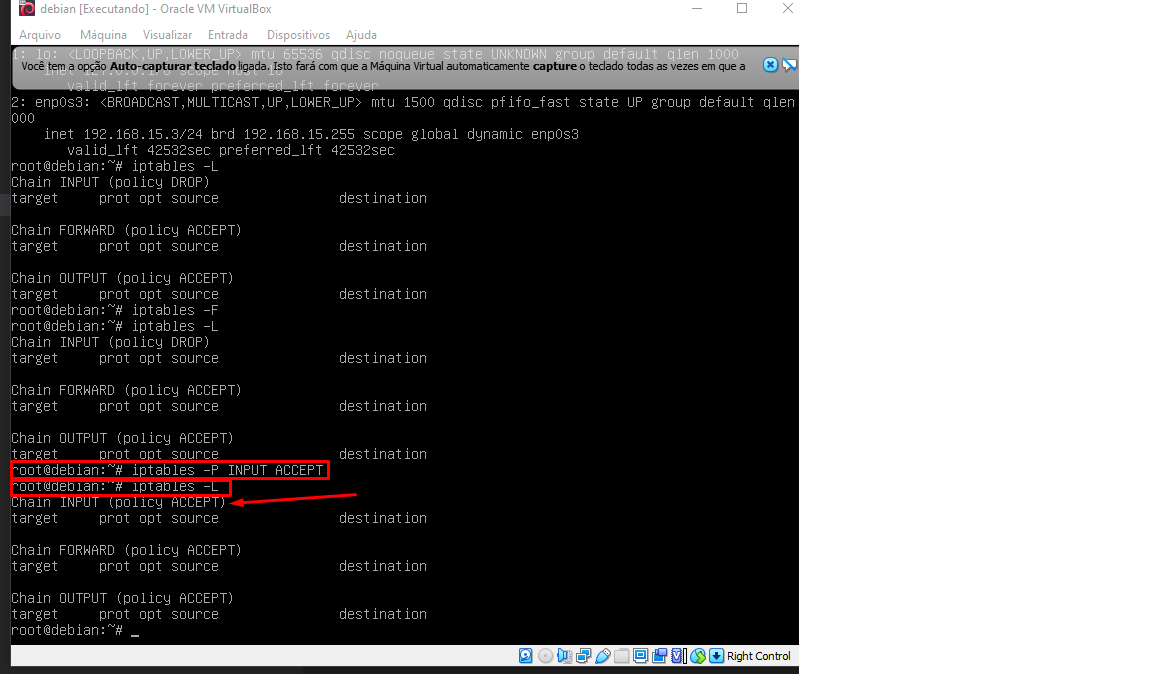 debian [Executando] - Oracle VM VirtualBox
Arquivo Máquina Visualizar Entrada Dispositivos Ajuda
1: lo: <LOOPBACK,UP,LOWER_UP> mtu 65536 qdisc noqueue state UNKNOWN group default qlen 1000
Você tem a opção Auto-capturar teclado ligada. Isto fará com que a Máquina Virtual automaticamente capture o teclado todas as vezes em que a
inet 127.0.0.1/8 scope host lo
valid_lft forever preferred_lft forever
2: enp0s3: <BROADCAST,MULTICAST,UP,LOWER_UP> mtu 1500 qdisc pfifo_fast state UP group default qlen
000
inet 192.168.15.3/24 brd 192.168.15.255 scope global dynamic enp0s3
valid_lft 42532sec preferred_lft 42532sec
root@debian:~# iptables -L
Chain INPUT (policy DROP)
target prot opt source destination
Chain FORWARD (policy ACCEPT)
target prot opt source destination
Chain OUTPUT (policy ACCEPT)
target prot opt source destination
root@debian:~# iptables -F
root@debian:~# iptables -L
Chain INPUT (policy DROP)
target prot opt source destination
Chain FORWARD (policy ACCEPT)
target prot opt source destination
Chain OUTPUT (policy ACCEPT)
target prot opt source destination
root@debian:~# iptables -P INPUT ACCEPT
root@debian:~# iptables -L
Chain INPUT (policy ACCEPT)
target prot opt source destination
Chain FORWARD (policy ACCEPT)
target prot opt source destination
Chain OUTPUT (policy ACCEPT)
target prot opt source destination
root@debian:~# _
Right Control